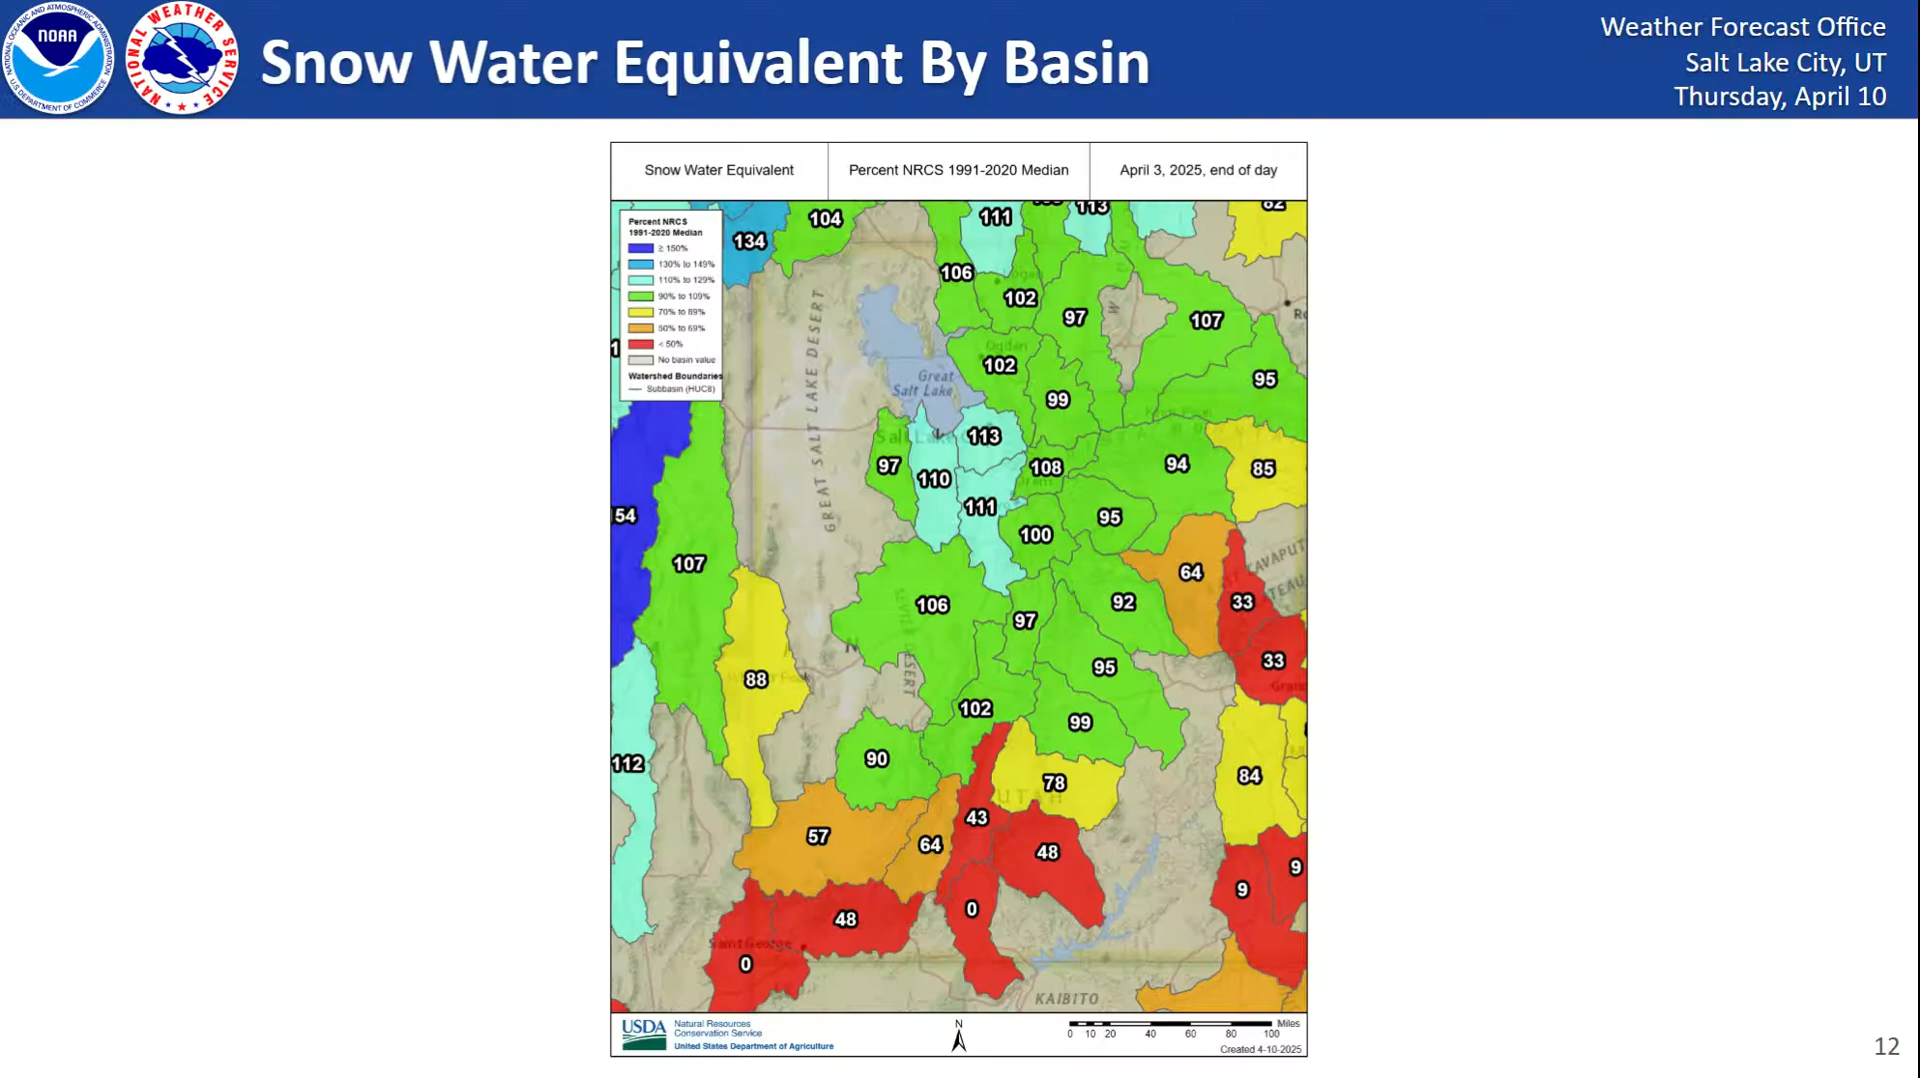 NOAA
NATIONAL OCEANIC AND ATMOSPHERIC ADMINISTRATION
U.S. DEPARTMENT OF COMMERCE
NATIONAL WEATHER SERVICE
Snow Water Equivalent By Basin
Weather Forecast Office
Salt Lake City, UT
Thursday, April 10
Snow Water Equivalent
Percent NRCS 1991-2020 Median
April 3, 2025, end of day
Percent NRCS
1991-2020 Median
≥ 150%
130% to 149%
110% to 129%
90% to 109%
70% to 89%
50% to 69%
< 50%
No basin value
Watershed Boundaries
Subbasin (HUC8)
134
104
111
113
82
106
Logan
102
97
107
GREAT SALT LAKE DESERT
Ogden
102
95
Great
Salt Lake
99
Salt Lake
113
97
110
108
94
85
111
54
95
100
107
64
106
97
92
33
95
33
88
102
99
112
90
78
84
UTAH
57
64
43
48
9
9
48
0
Saint George
0
KAIBITO
USDA
Natural Resources
Conservation Service
United States Department of Agriculture
N
0 10 20 40 60 80 100
Miles
Created 4-10-2025
12